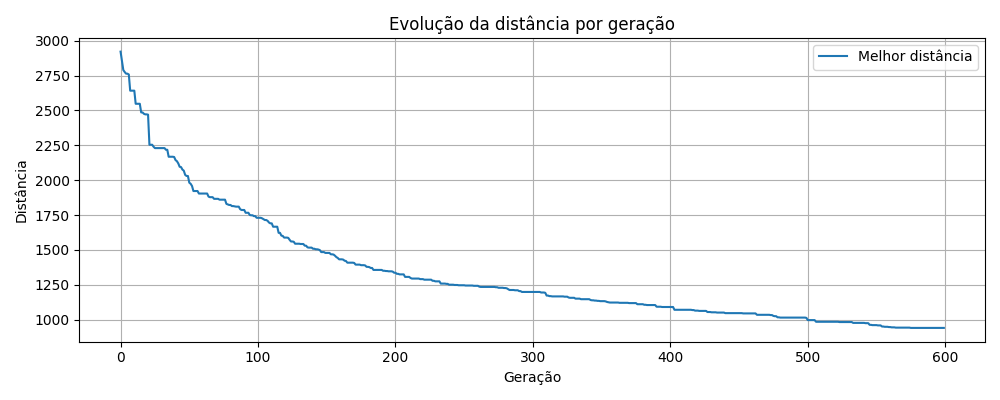 Evolução da distância por geração
3000
2750
2500
2250
2000
1750
1500
1250
1000
Distância
Melhor distância
0 100 200 300 400 500 600
Geração